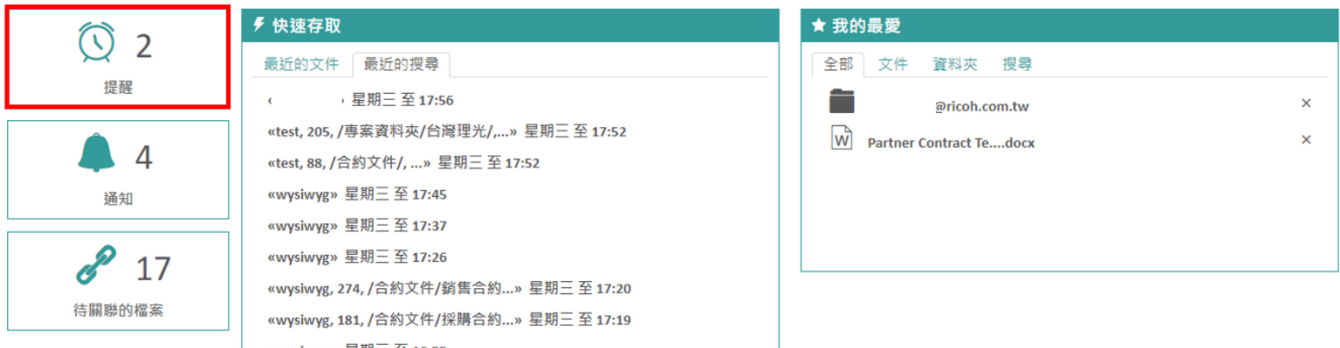 2
提醒
4
通知
17
待關聯的檔案
快速存取
最近的文件 最近的搜尋
‹ › 星期三 至 17:56
«test, 205, /專案資料夾/台灣理光/,...» 星期三 至 17:52
«test, 88, /合約文件/, ...» 星期三 至 17:52
«wysiwyg» 星期三 至 17:45
«wysiwyg» 星期三 至 17:37
«wysiwyg» 星期三 至 17:26
«wysiwyg, 274, /合約文件/銷售合約...» 星期三 至 17:20
«wysiwyg, 181, /合約文件/採購合約...» 星期三 至 17:19
我的最愛
全部 文件 資料夾 搜尋
@ricoh.com.tw ×
W Partner Contract Te....docx ×